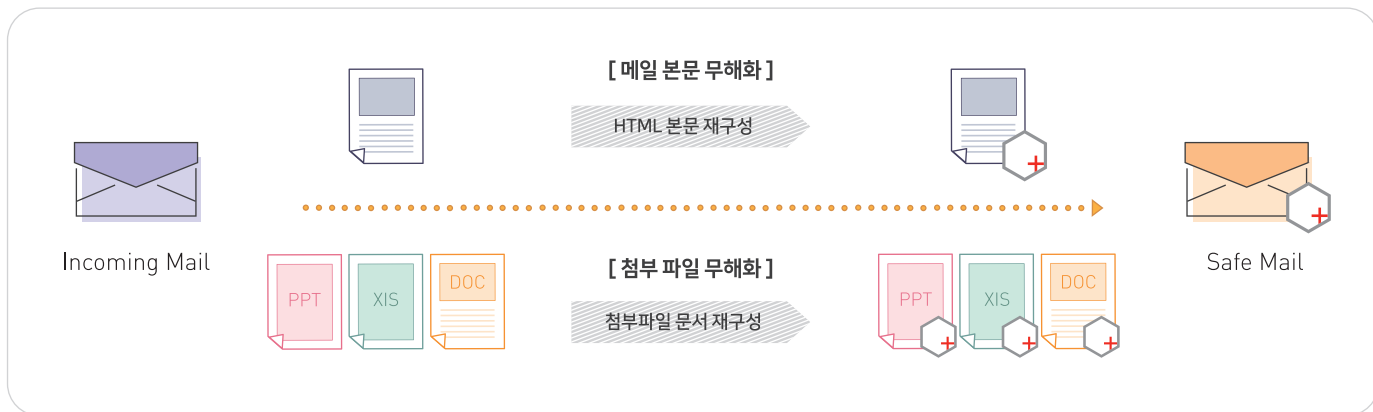 [ 메일 본문 무해화 ]
HTML 본문 재구성
Incoming Mail
Safe Mail
[ 첨부 파일 무해화 ]
PPT
XIS
DOC
첨부파일 문서 재구성
PPT
XIS
DOC